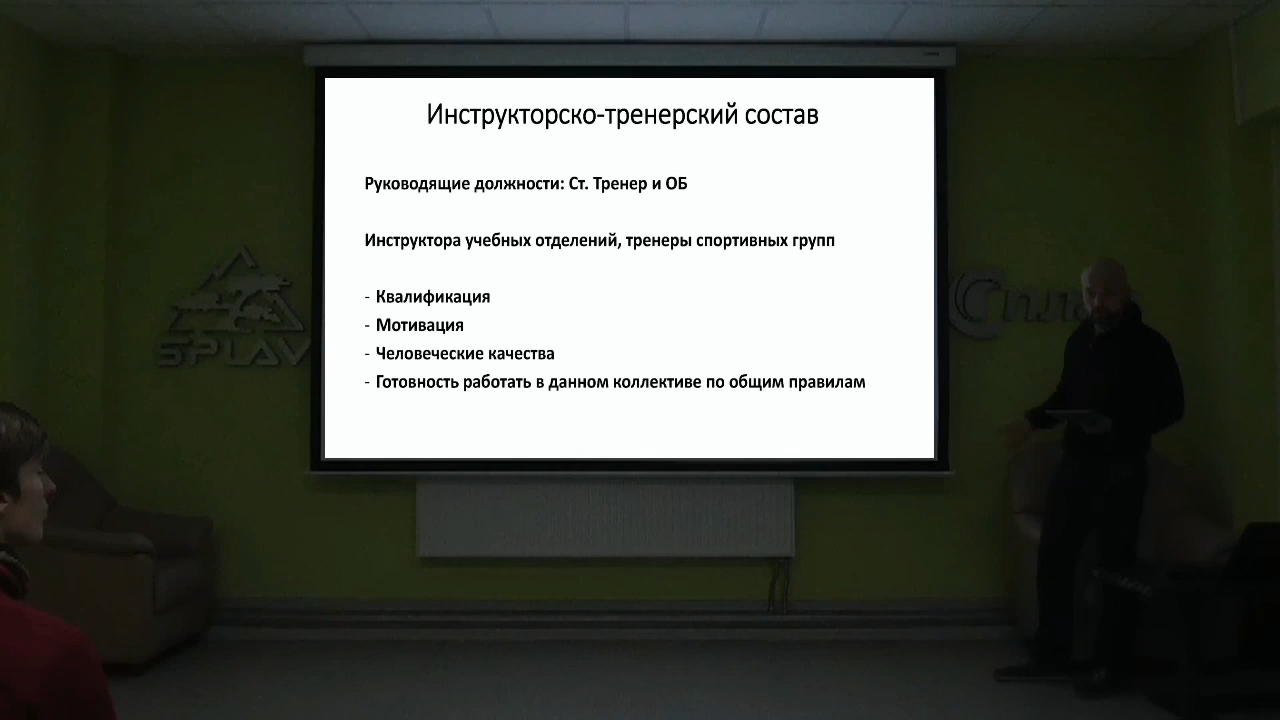 Инструкторско-тренерский состав
Руководящие должности: Ст. Тренер и ОБ
Инструктора учебных отделений, тренеры спортивных групп
- Квалификация
- Мотивация
- Человеческие качества
- Готовность работать в данном коллективе по общим правилам
SPLAV